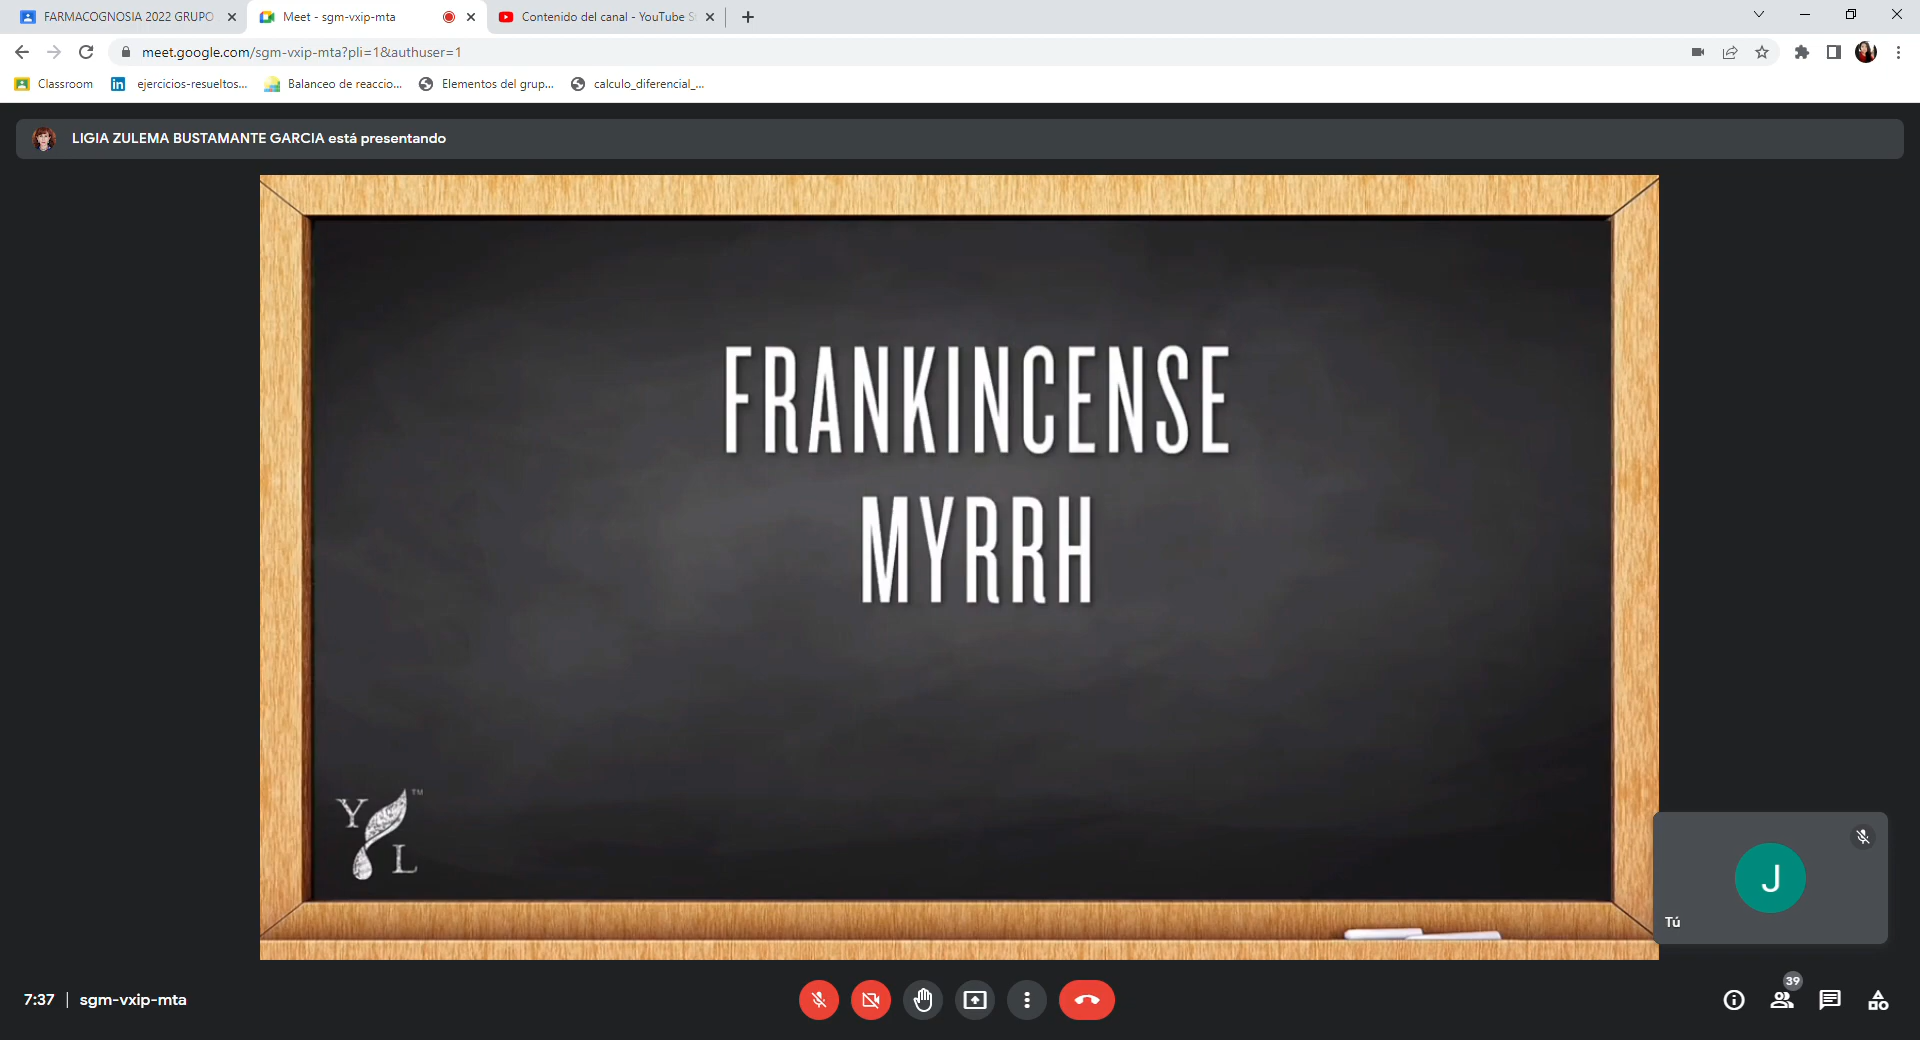 FARMACOGNOSIA 2022 GRUPO
Meet - sgm-vxip-mta
Contenido del canal - YouTube S
meet.google.com/sgm-vxip-mta?pli=1&authuser=1
Classroom
ejercicios-resueltos...
Balanceo de reaccio...
Elementos del grup...
calculo_diferencial_...
LIGIA ZULEMA BUSTAMANTE GARCIA está presentando
FRANKINCENSE
MYRRH
Y L ™
J
Tú
7:37 | sgm-vxip-mta
39